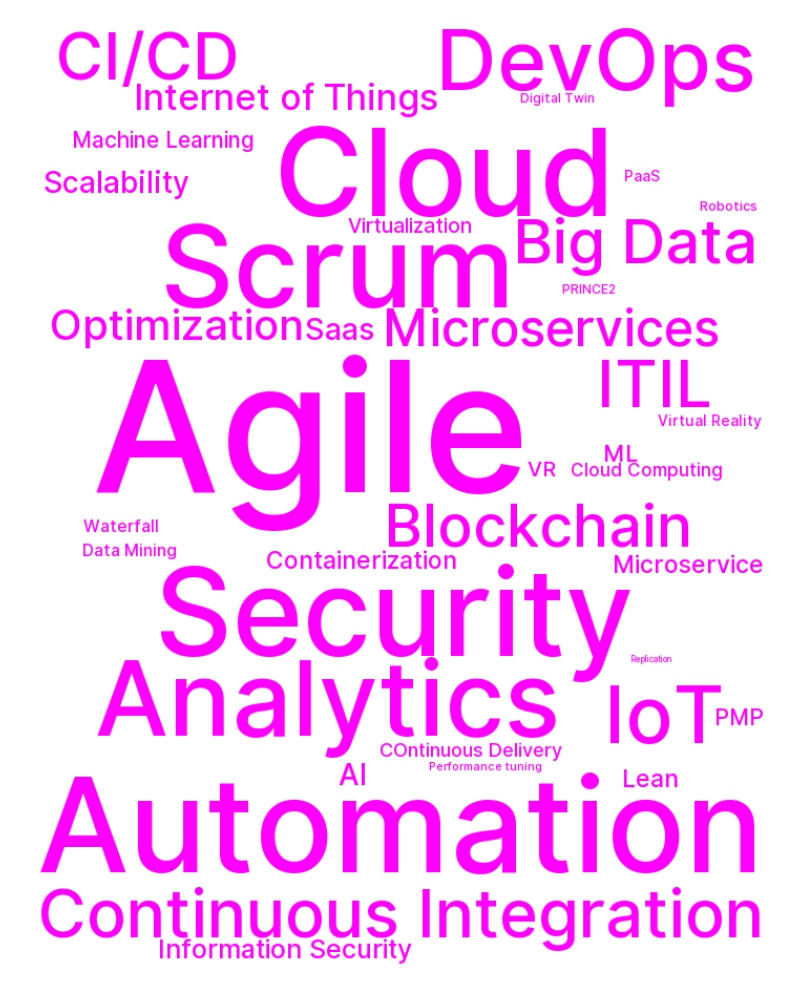 CI/CD
DevOps
Internet of Things
Digital Twin
Machine Learning
Cloud
Scalability
PaaS
Robotics
Virtualization
Scrum
Big Data
PRINCE2
Optimization
Saas
Microservices
Agile
ITIL
Virtual Reality
ML
VR
Cloud Computing
Waterfall
Blockchain
Data Mining
Containerization
Microservice
Security
Replication
Analytics
IoT
PMP
COntinuous Delivery
Performance tuning
AI
Lean
Automation
Continuous Integration
Information Security